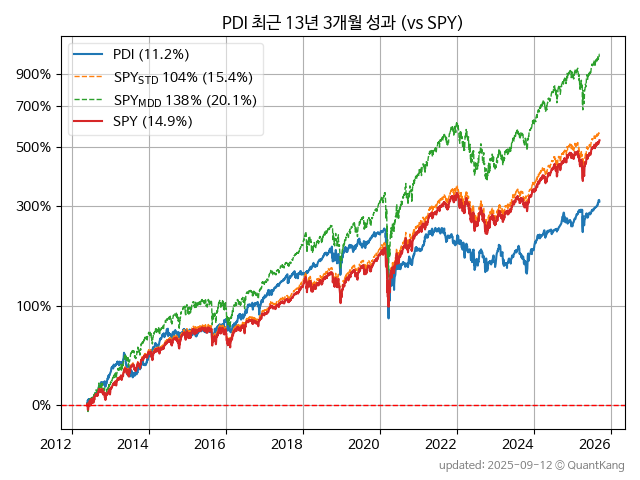 PDI 최근 13년 3개월 성과 (vs SPY)
PDI (11.2%)
SPY_STD 104% (15.4%)
SPY_MDD 138% (20.1%)
SPY (14.9%)
900%
700%
500%
300%
100%
0%
2012 2014 2016 2018 2020 2022 2024 2026
updated: 2025-09-12 ⓒ QuantKang